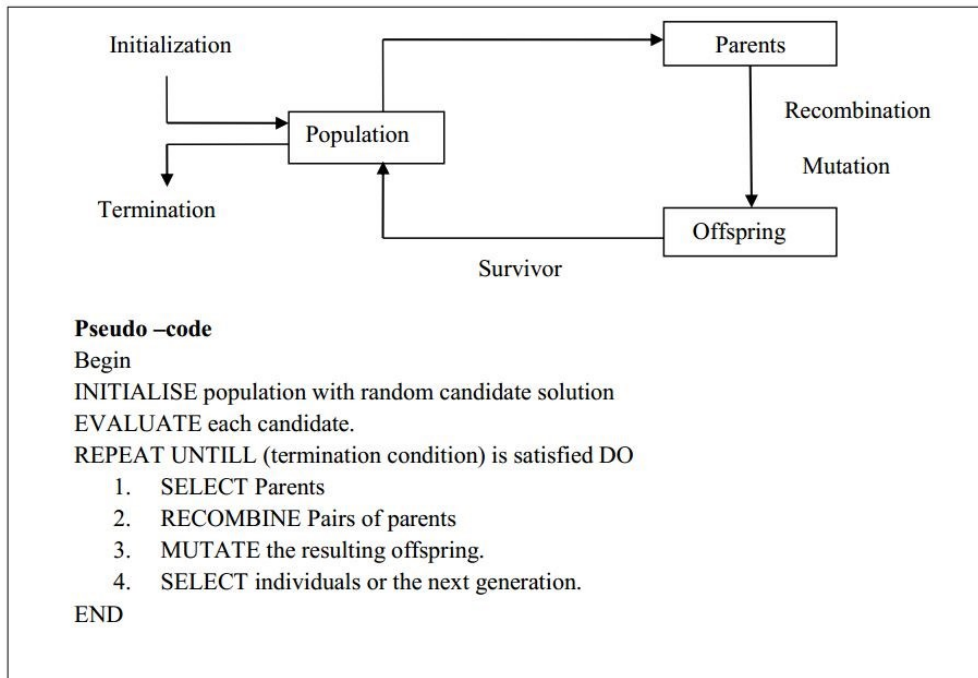 Initialization
Parents
Recombination
Population
Mutation
Termination
Offspring
Survivor
Pseudo –code
Begin
INITIALISE population with random candidate solution
EVALUATE each candidate.
REPEAT UNTILL (termination condition) is satisfied DO
1. SELECT Parents
2. RECOMBINE Pairs of parents
3. MUTATE the resulting offspring.
4. SELECT individuals or the next generation.
END